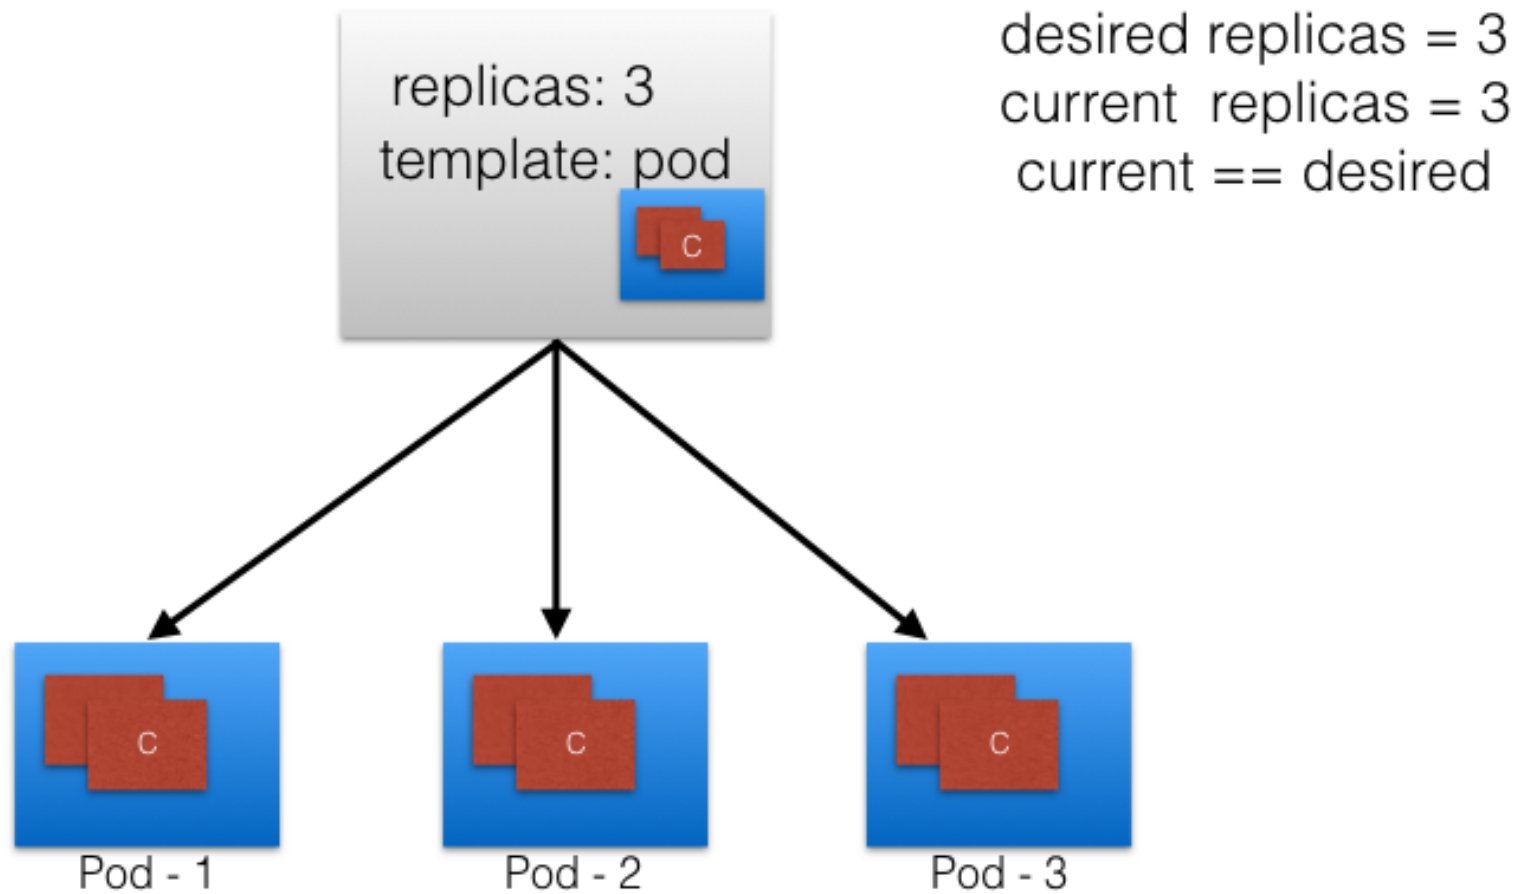 replicas: 3
template: pod
C
desired replicas = 3
current replicas = 3
current == desired
C
C
C
Pod - 1
Pod - 2
Pod - 3